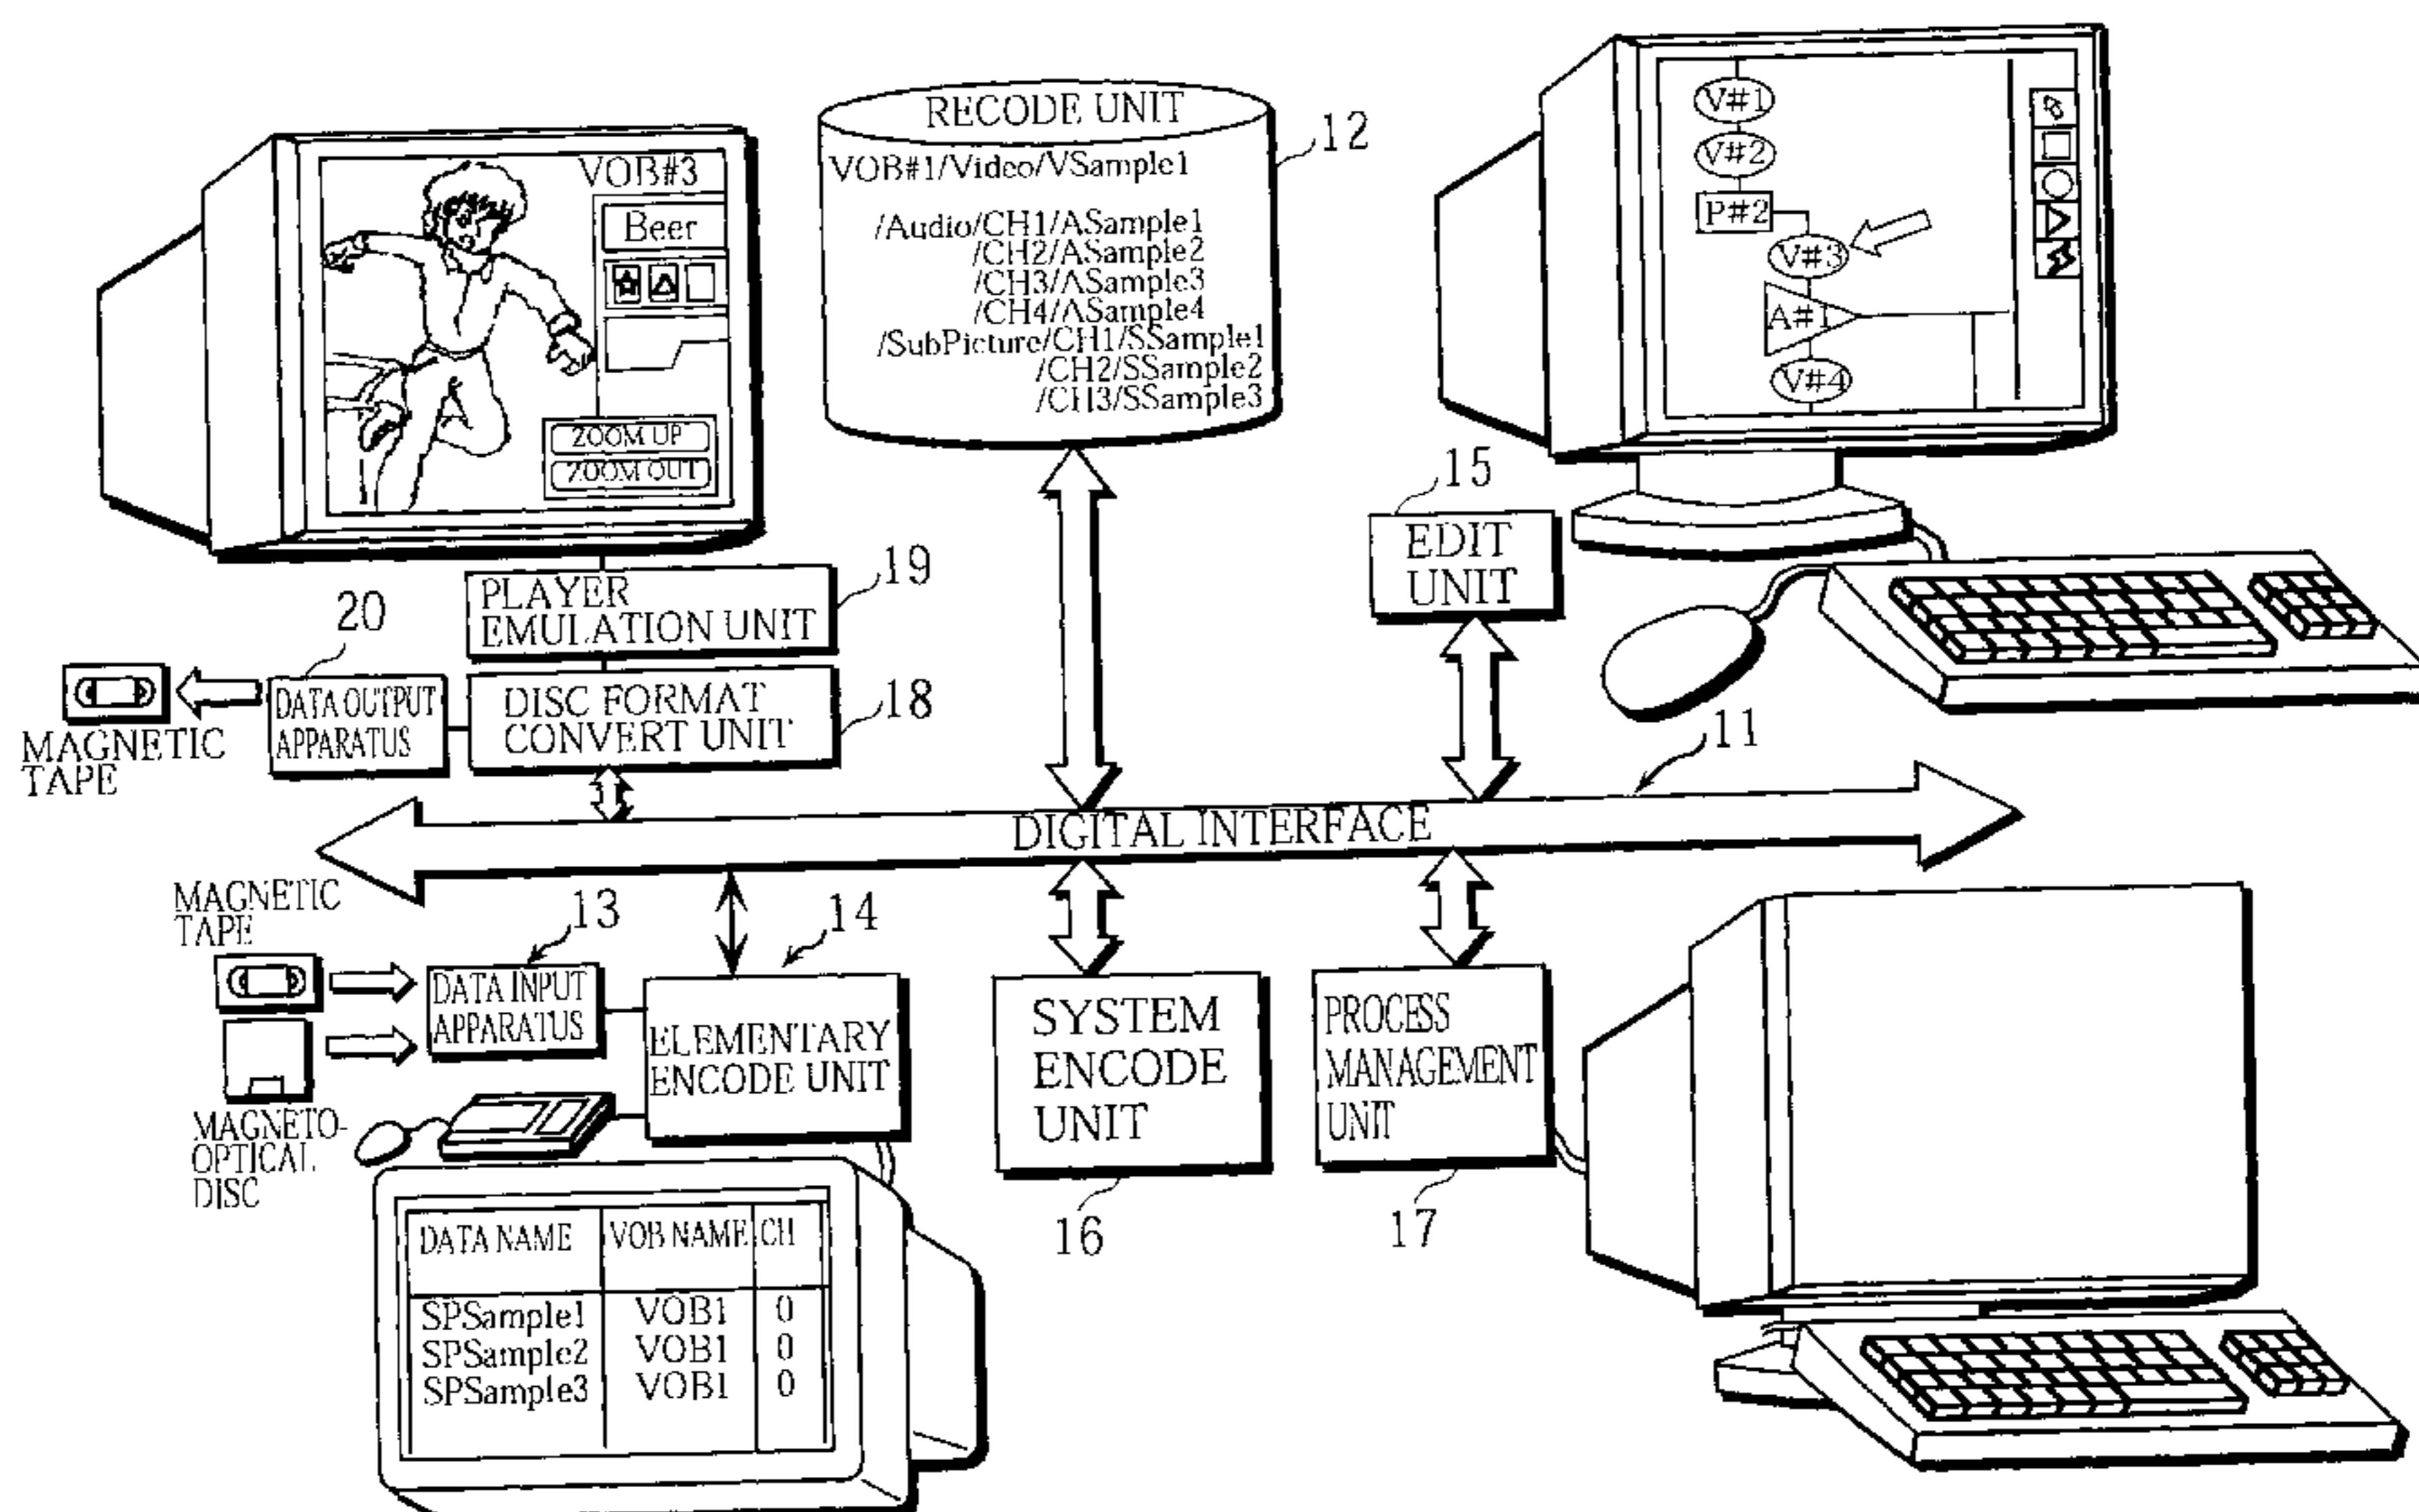 VOB#3
Beer
ZOOM UP
ZOOM OUT
RECODE UNIT
12
VOB#1/Video/VSample1
/Audio/CH1/ASample1
/CH2/ASample2
/CH3/ASample3
/CH4/ASample4
/SubPicture/CH1/SSample1
/CH2/SSample2
/CH3/SSample3
V#1
V#2
P#2
V#3
A#1
V#4
15
EDIT
UNIT
PLAYER
EMULATION UNIT
19
20
DATA OUTPUT
APPARATUS
DISC FORMAT
CONVERT UNIT
18
MAGNETIC
TAPE
11
DIGITAL INTERFACE
MAGNETIC
TAPE
13
DATA INPUT
APPARATUS
14
ELEMENTARY
ENCODE UNIT
MAGNETO-
OPTICAL
DISC
SYSTEM
ENCODE
UNIT
16
PROCESS
MANAGEMENT
UNIT
17
DATA NAME VOB NAME CH
SPSample1 VOB1 0
SPSample2 VOB1 0
SPSample3 VOB1 0